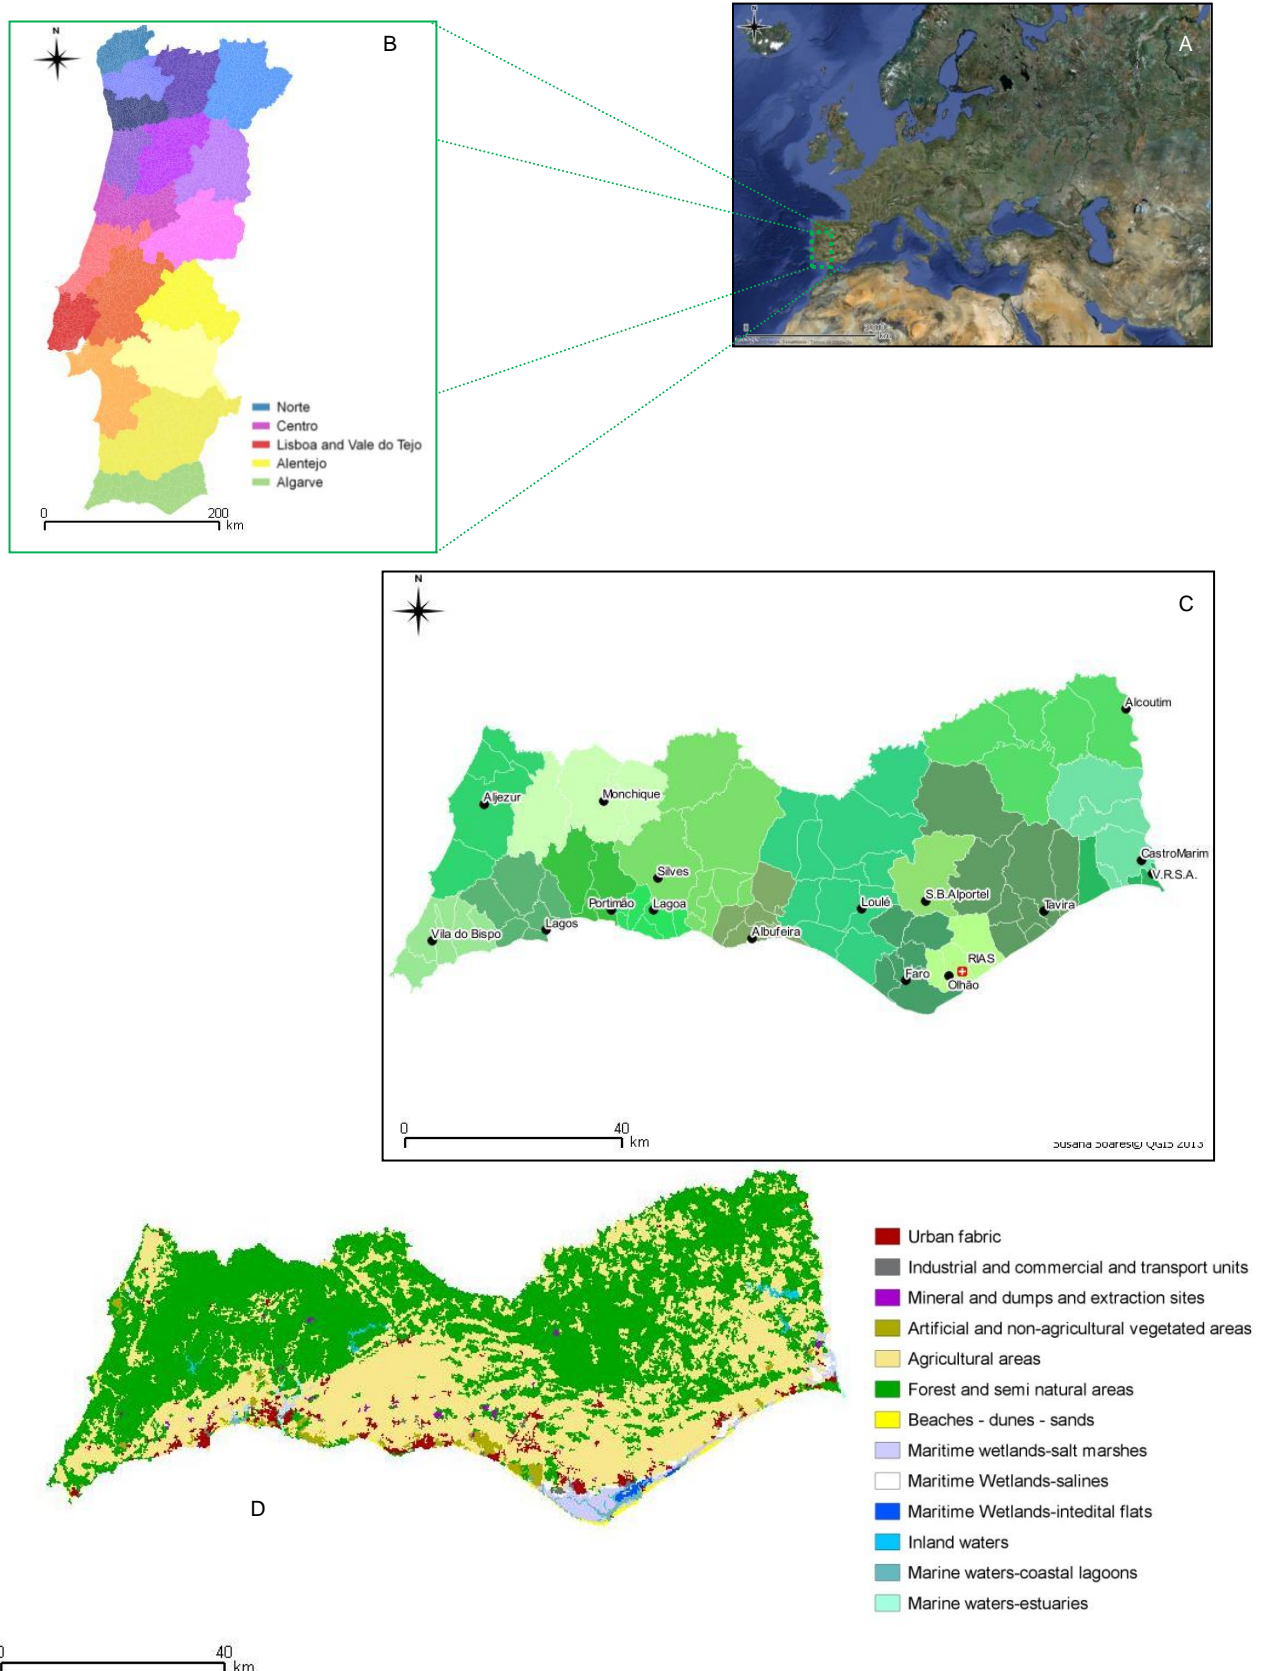 N
B
Norte
Centro
Lisboa and Vale do Tejo
Alentejo
Algarve
0 200
km
N
A
N
C
Alcoutim
Aljezur
Monchique
CastroMarim
V.R.S.A.
Silves
S.B.Alportel
Portimão
Lagoa
Loulé
Tavira
Lagos
Vila do Bispo
Albufeira
RIAS
Faro
Olhão
0 40
km
Susana Soares@ QGIS 2013
Urban fabric
Industrial and commercial and transport units
Mineral and dumps and extraction sites
Artificial and non-agricultural vegetated areas
Agricultural areas
Forest and semi natural areas
Beaches - dunes - sands
Maritime wetlands-salt marshes
Maritime Wetlands-salines
Maritime Wetlands-intedital flats
Inland waters
Marine waters-coastal lagoons
Marine waters-estuaries
D
0 40
km